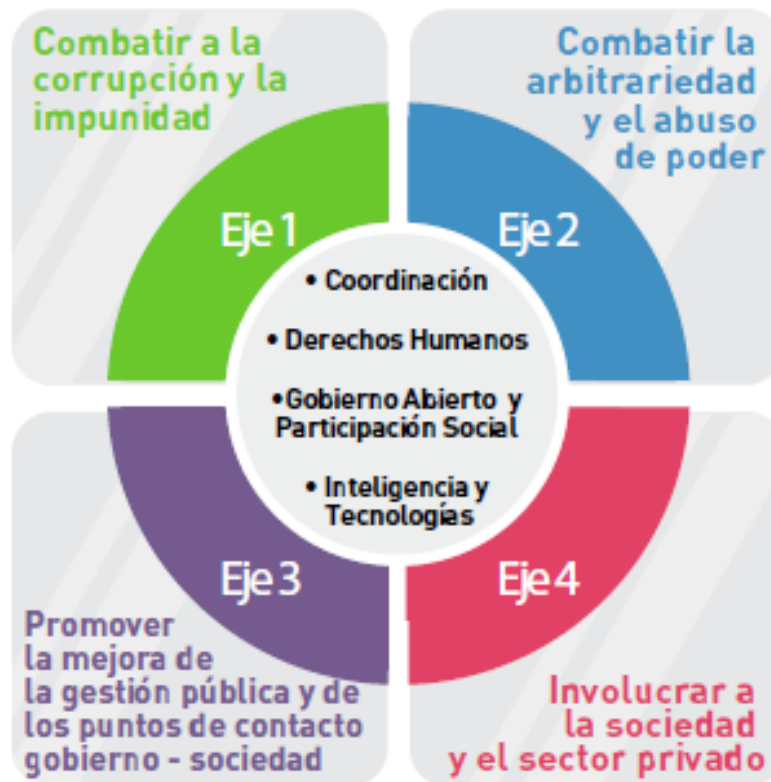 Combatir a la
corrupción y la
impunidad
Combatir la
arbitrariedad
y el abuso
de poder
Eje 1
Eje 2
• Coordinación
• Derechos Humanos
•Gobierno Abierto y
Participación Social
• Inteligencia y
Tecnologías
Eje 3
Eje 4
Promover
la mejora de
la gestión pública y de
los puntos de contacto
gobierno - sociedad
Involucrar a
la sociedad
y el sector privado